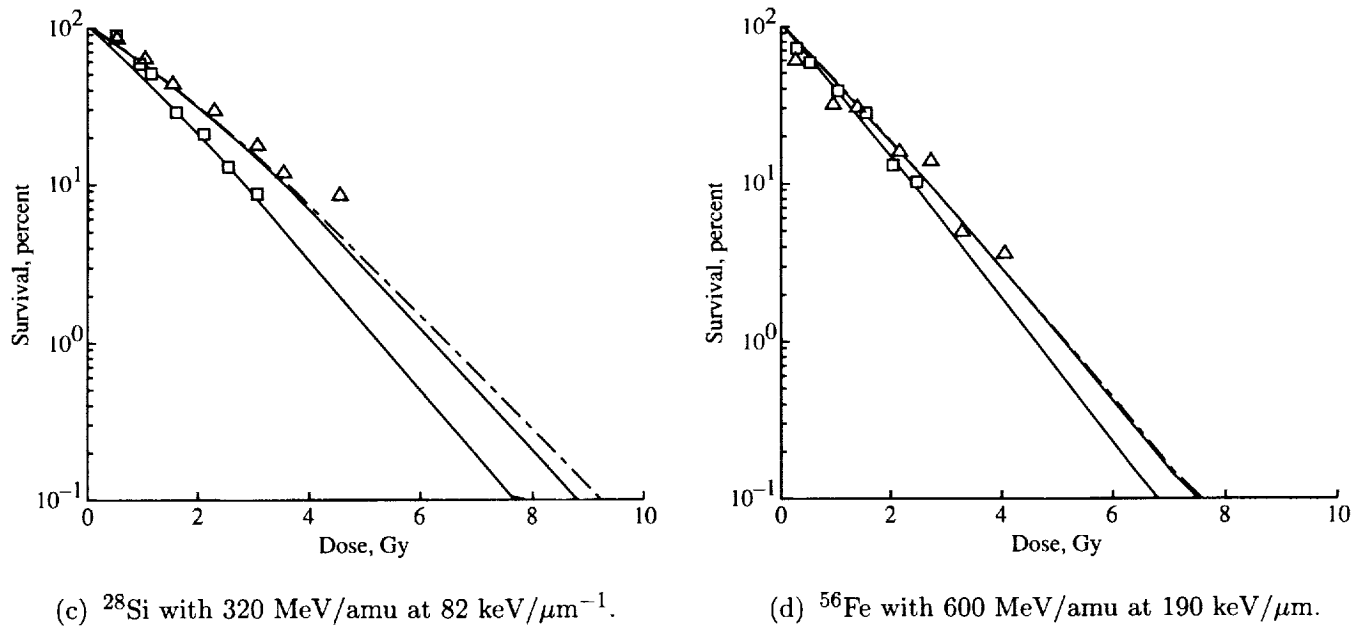 10²
10¹
10⁰
10⁻¹
Survival, percent
0 2 4 6 8 10
Dose, Gy
(c) ²⁸Si with 320 MeV/amu at 82 keV/μm⁻¹.
10²
10¹
10⁰
10⁻¹
Survival, percent
0 2 4 6 8 10
Dose, Gy
(d) ⁵⁶Fe with 600 MeV/amu at 190 keV/μm.